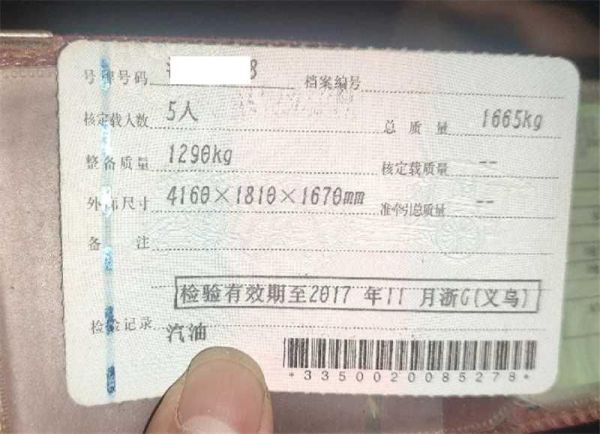 号牌号码 8 档案编号
核定载人数 5人 总质量 1665kg
整备质量 1290kg 核定载质量 --
外廓尺寸 4160×1810×1670mm 准牵引总质量 --
备注
检验有效期至2017 年11 月浙G(义乌)
检验记录 汽油
*3350020085278*